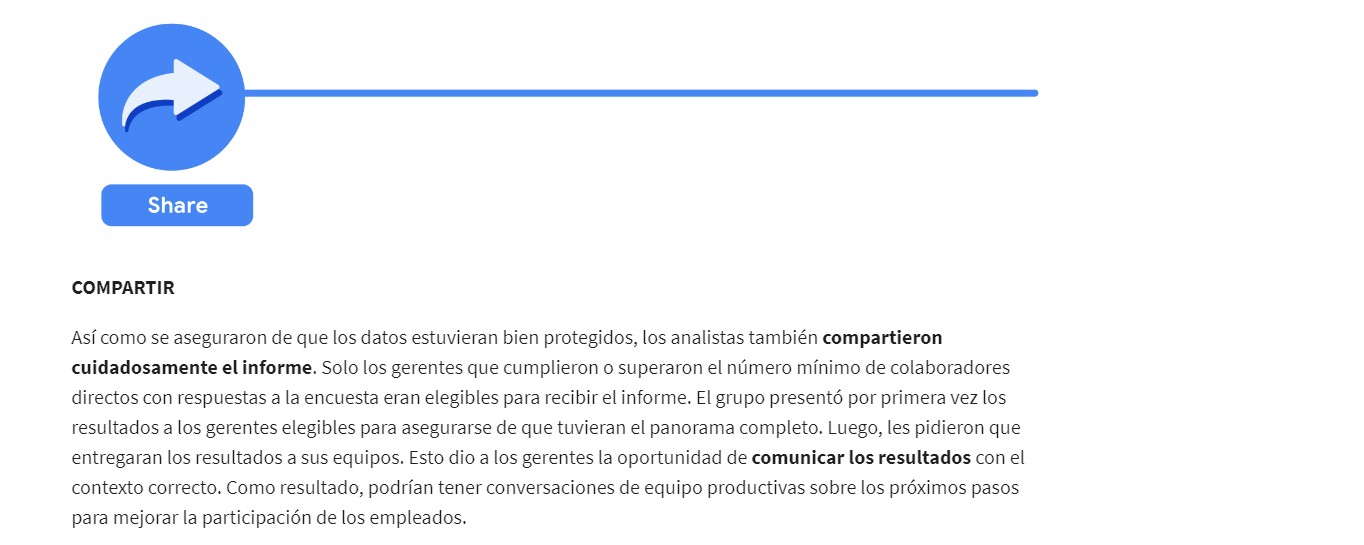 Share
COMPARTIR
Así como se aseguraron de que los datos estuvieran bien protegidos, los analistas también compartieron
cuidadosamente el informe. Solo los gerentes que cumplieron o superaron el número mínimo de colaboradores
directos con respuestas a la encuesta eran elegibles para recibir el informe. El grupo presentó por primera vez los
resultados a los gerentes elegibles para asegurarse de que tuvieran el panorama completo. Luego, les pidieron que
entregaran los resultados a sus equipos. Esto dio a los gerentes la oportunidad de comunicar los resultados con el
contexto correcto. Como resultado, podrían tener conversaciones de equipo productivas sobre los próximos pasos
para mejorar la participación de los empleados.